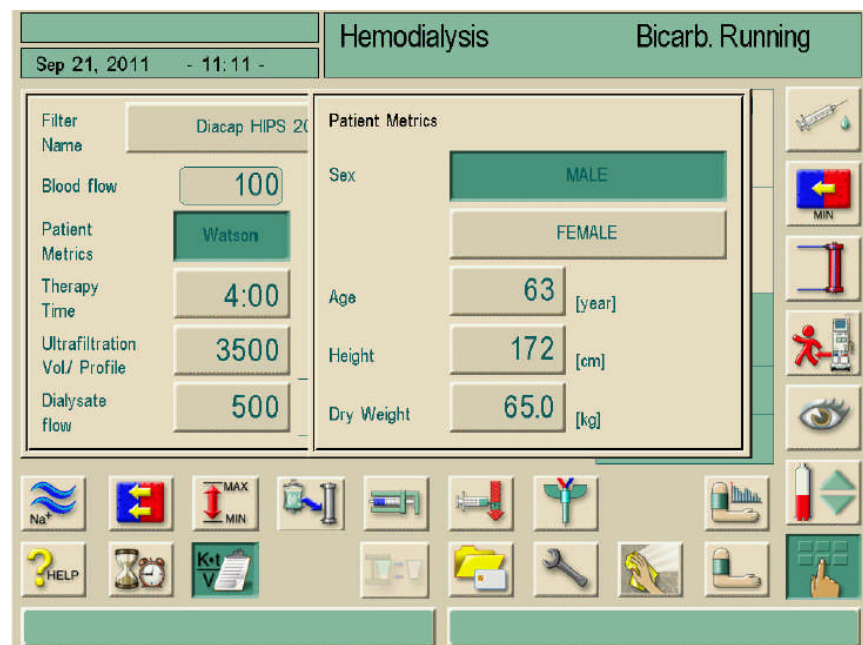 Hemodialysis Bicarb. Running
Sep 21, 2011 - 11:11 -
Filter
Name
Diacap HIPS 20
Blood flow 100
Patient
Metrics
Watson
Therapy
Time
4:00
Ultrafiltration
Vol./ Profile
3500
Dialysate
flow
500
Patient Metrics
Sex MALE
FEMALE
Age 63 [year]
Height 172 [cm]
Dry Weight 65.0 [kg]
MIN
Na+
MAX
MIN
?HELP
K•t
V